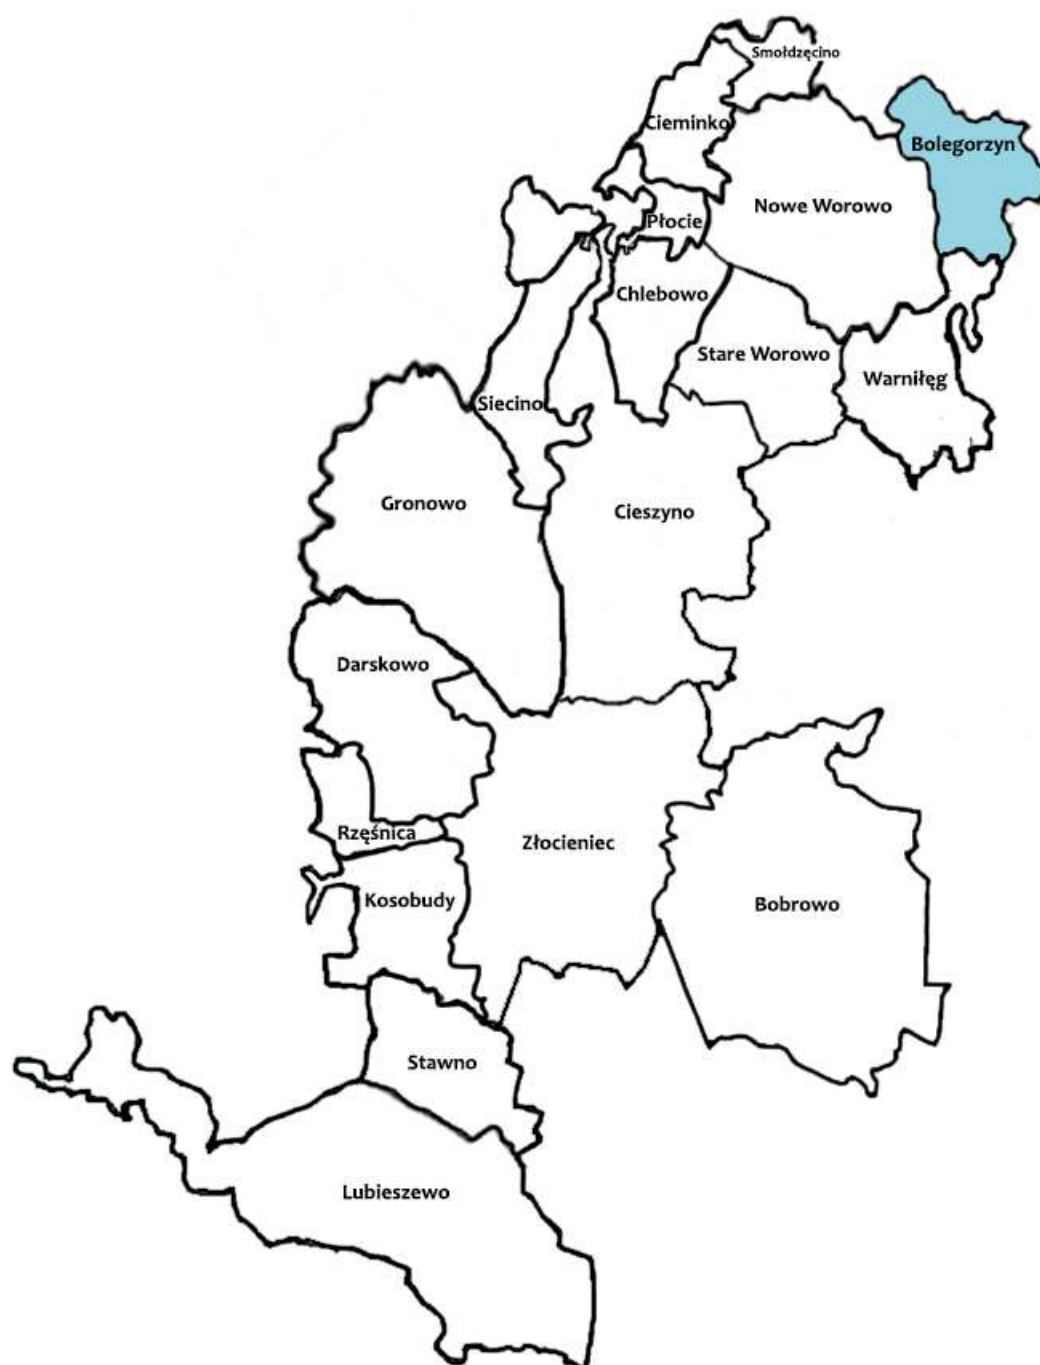 Smołdzęcino
Cieminko
Bolegorzyn
Nowe Worowo
Płocie
Chlebowo
Stare Worowo
Warniłęg
Siecino
Gronowo
Cieszyno
Darskowo
Rzęśnica
Złocieniec
Kosobudy
Bobrowo
Stawno
Lubieszewo